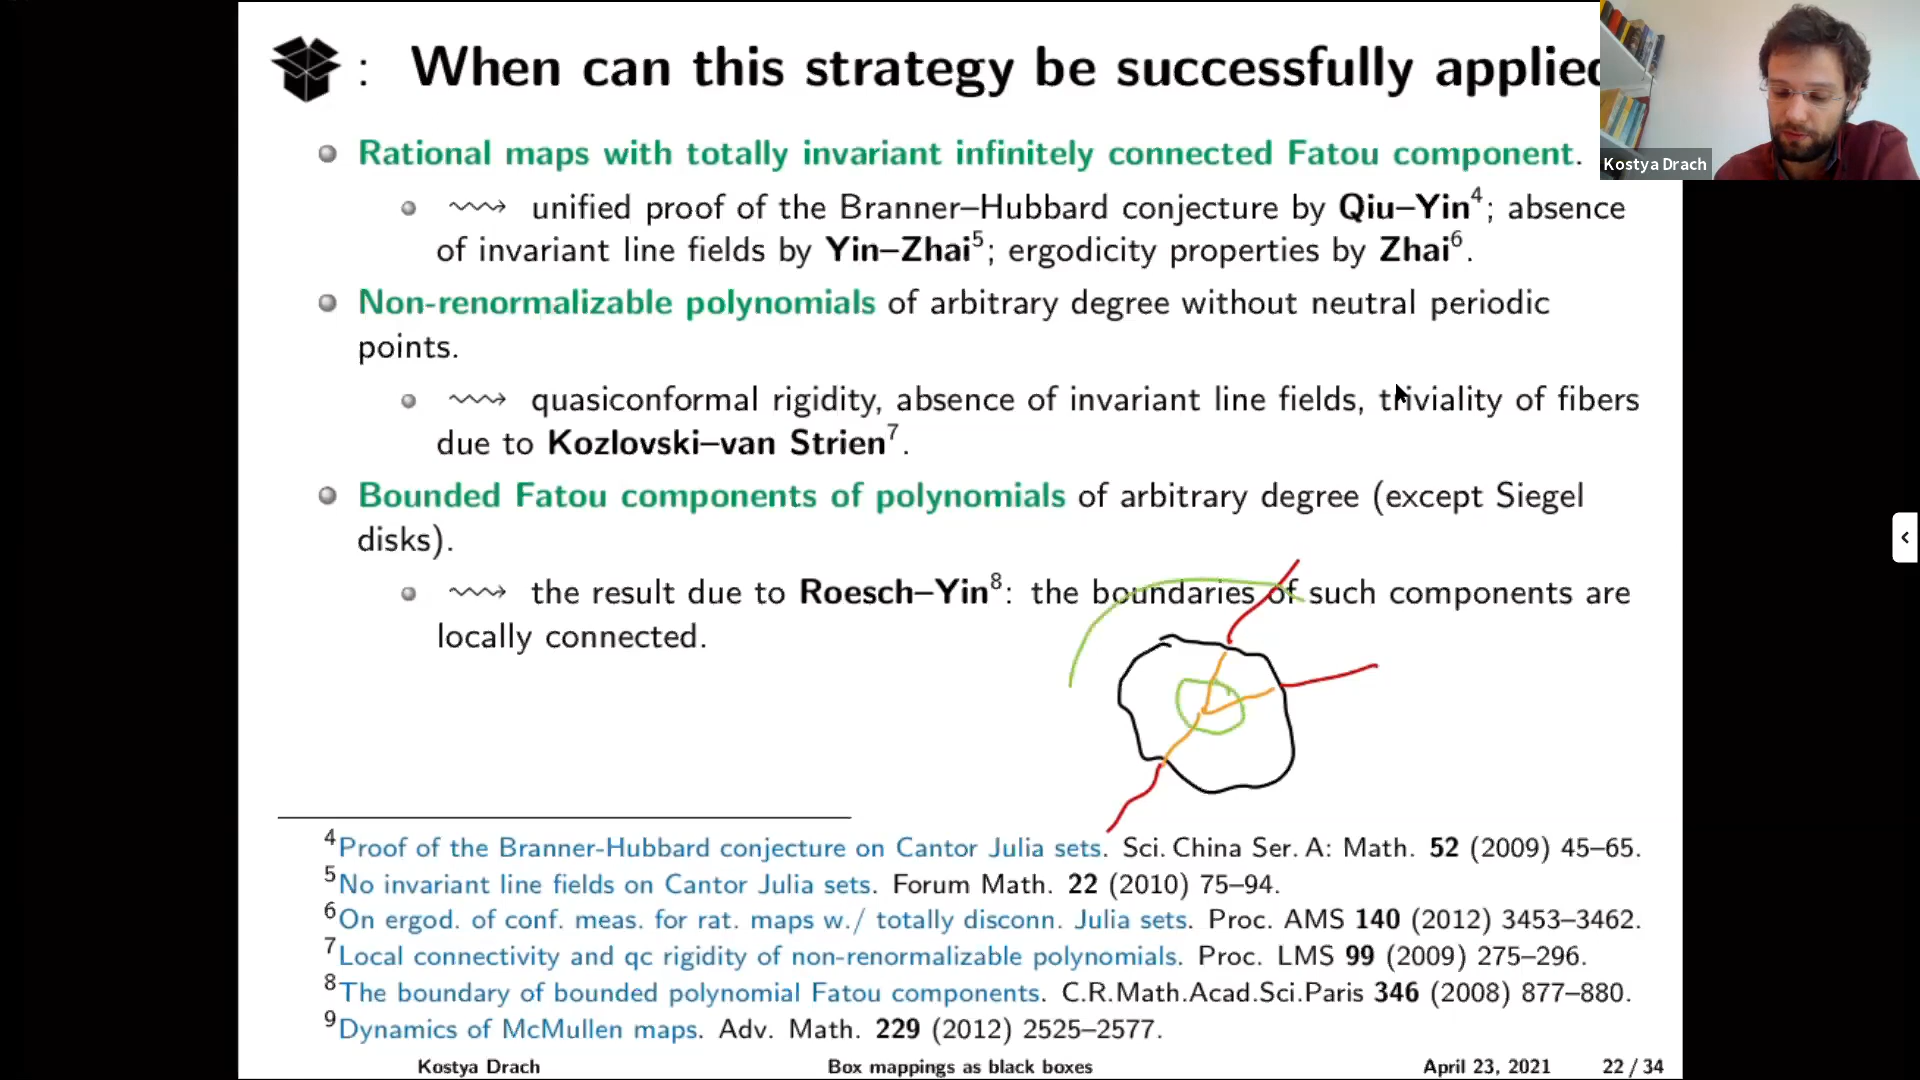 : When can this strategy be successfully applied
Rational maps with totally invariant infinitely connected Fatou component.
Kostya Drach
⇝ unified proof of the Branner–Hubbard conjecture by Qiu–Yin⁴; absence
of invariant line fields by Yin–Zhai⁵; ergodicity properties by Zhai⁶.
Non-renormalizable polynomials of arbitrary degree without neutral periodic
points.
⇝ quasiconformal rigidity, absence of invariant line fields, triviality of fibers
due to Kozlovski–van Strien⁷.
Bounded Fatou components of polynomials of arbitrary degree (except Siegel
disks).
⇝ the result due to Roesch–Yin⁸: the boundaries of such components are
locally connected.
⁴Proof of the Branner-Hubbard conjecture on Cantor Julia sets. Sci. China Ser. A: Math. 52 (2009) 45–65.
⁵No invariant line fields on Cantor Julia sets. Forum Math. 22 (2010) 75–94.
⁶On ergod. of conf. meas. for rat. maps w./ totally disconn. Julia sets. Proc. AMS 140 (2012) 3453–3462.
⁷Local connectivity and qc rigidity of non-renormalizable polynomials. Proc. LMS 99 (2009) 275–296.
⁸The boundary of bounded polynomial Fatou components. C.R.Math.Acad.Sci.Paris 346 (2008) 877–880.
⁹Dynamics of McMullen maps. Adv. Math. 229 (2012) 2525–2577.
Kostya Drach Box mappings as black boxes April 23, 2021 22 / 34